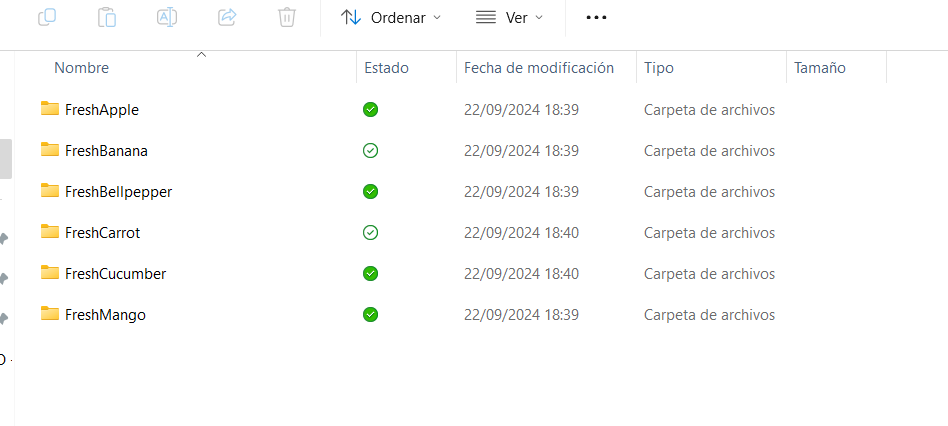 Ordenar Ver
Nombre Estado Fecha de modificación Tipo Tamaño
FreshApple 22/09/2024 18:39 Carpeta de archivos
FreshBanana 22/09/2024 18:39 Carpeta de archivos
FreshBellpepper 22/09/2024 18:39 Carpeta de archivos
FreshCarrot 22/09/2024 18:40 Carpeta de archivos
FreshCucumber 22/09/2024 18:40 Carpeta de archivos
FreshMango 22/09/2024 18:39 Carpeta de archivos